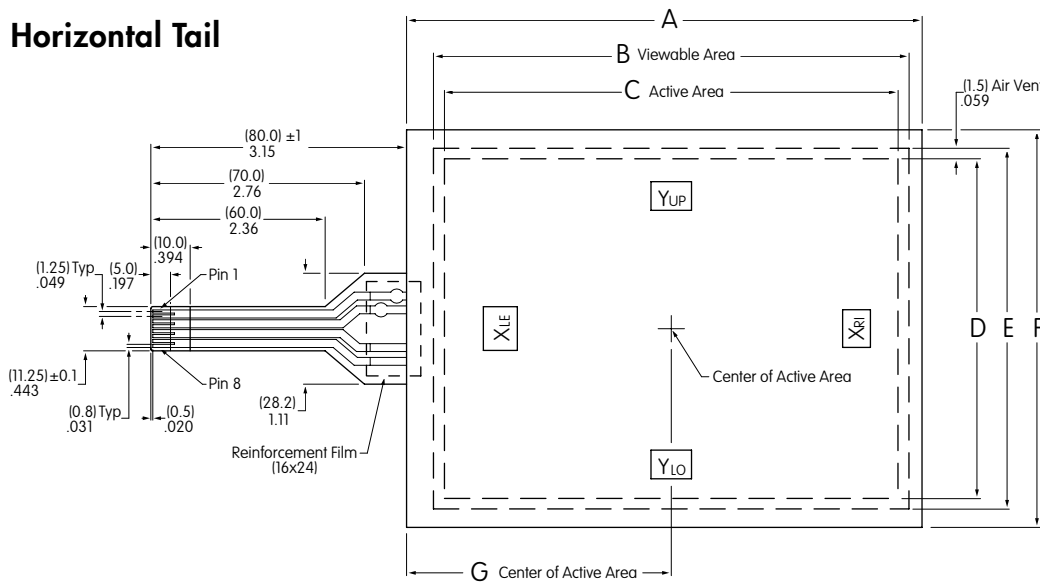 Horizontal Tail
A
B Viewable Area
C Active Area
(1.5) Air Vent
.059
(80.0) ±1
3.15
(70.0)
2.76
(60.0)
2.36
(10.0)
.394
(5.0)
.197
(1.25) Typ
.049
Pin 1
YUP
XLE
XRI
D
E
F
Center of Active Area
(11.25)±0.1
.443
Pin 8
(0.8) Typ
.031
(0.5)
.020
(28.2)
1.11
Reinforcement Film
(16x24)
YLO
G Center of Active Area